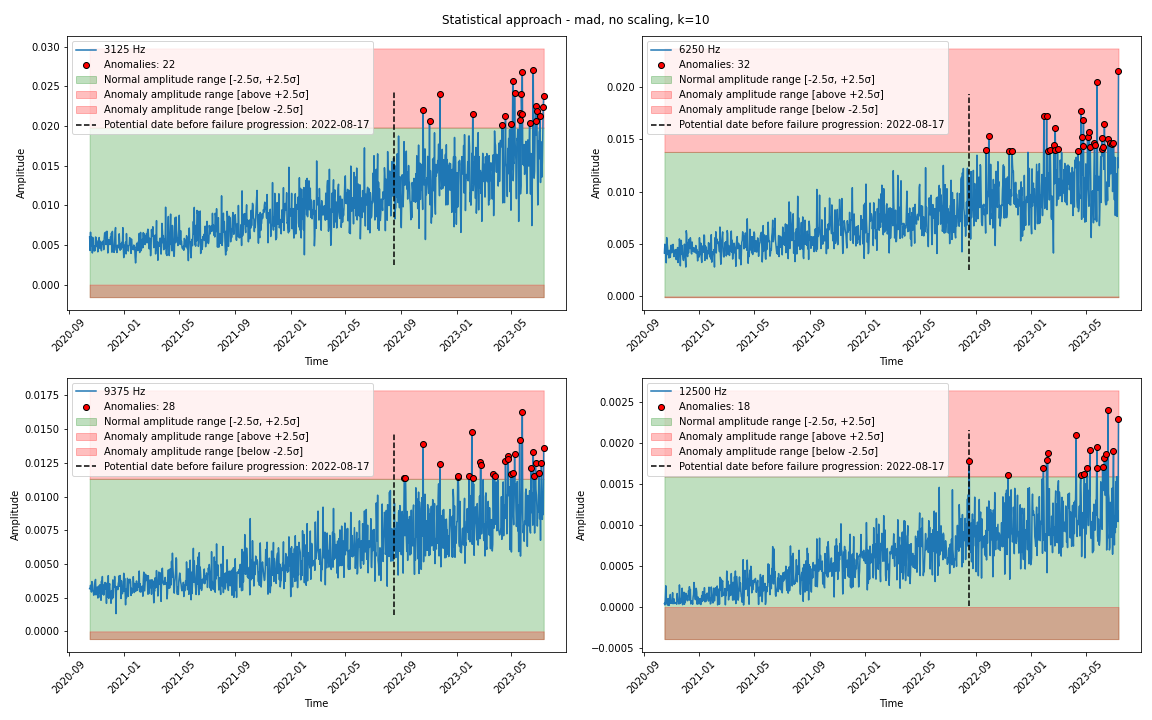 Statistical approach - mad, no scaling, k=10
3125 Hz
Anomalies: 22
Normal amplitude range [-2.5σ, +2.5σ]
Anomaly amplitude range [above +2.5σ]
Anomaly amplitude range [below -2.5σ]
Potential date before failure progression: 2022-08-17
0.030
0.025
0.020
0.015
0.010
0.005
0.000
Amplitude
2020-09
2021-01
2021-05
2021-09
2022-01
2022-05
2022-09
2023-01
2023-05
Time
6250 Hz
Anomalies: 32
Normal amplitude range [-2.5σ, +2.5σ]
Anomaly amplitude range [above +2.5σ]
Anomaly amplitude range [below -2.5σ]
Potential date before failure progression: 2022-08-17
0.020
0.015
0.010
0.005
0.000
Amplitude
2020-09
2021-01
2021-05
2021-09
2022-01
2022-05
2022-09
2023-01
2023-05
Time
9375 Hz
Anomalies: 28
Normal amplitude range [-2.5σ, +2.5σ]
Anomaly amplitude range [above +2.5σ]
Anomaly amplitude range [below -2.5σ]
Potential date before failure progression: 2022-08-17
0.0175
0.0150
0.0125
0.0100
0.0075
0.0050
0.0025
0.0000
Amplitude
2020-09
2021-01
2021-05
2021-09
2022-01
2022-05
2022-09
2023-01
2023-05
Time
12500 Hz
Anomalies: 18
Normal amplitude range [-2.5σ, +2.5σ]
Anomaly amplitude range [above +2.5σ]
Anomaly amplitude range [below -2.5σ]
Potential date before failure progression: 2022-08-17
0.0025
0.0020
0.0015
0.0010
0.0005
0.0000
−0.0005
Amplitude
2020-09
2021-01
2021-05
2021-09
2022-01
2022-05
2022-09
2023-01
2023-05
Time